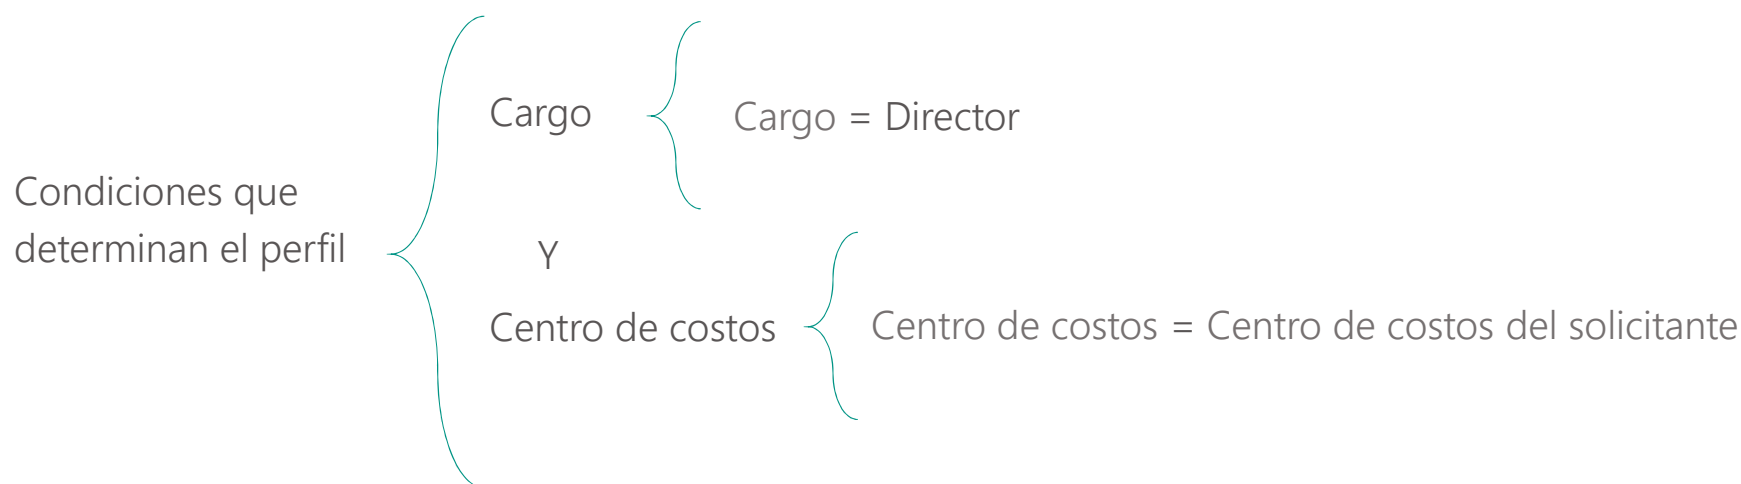 Condiciones que
determinan el perfil
Cargo
Cargo = Director
Y
Centro de costos
Centro de costos = Centro de costos del solicitante